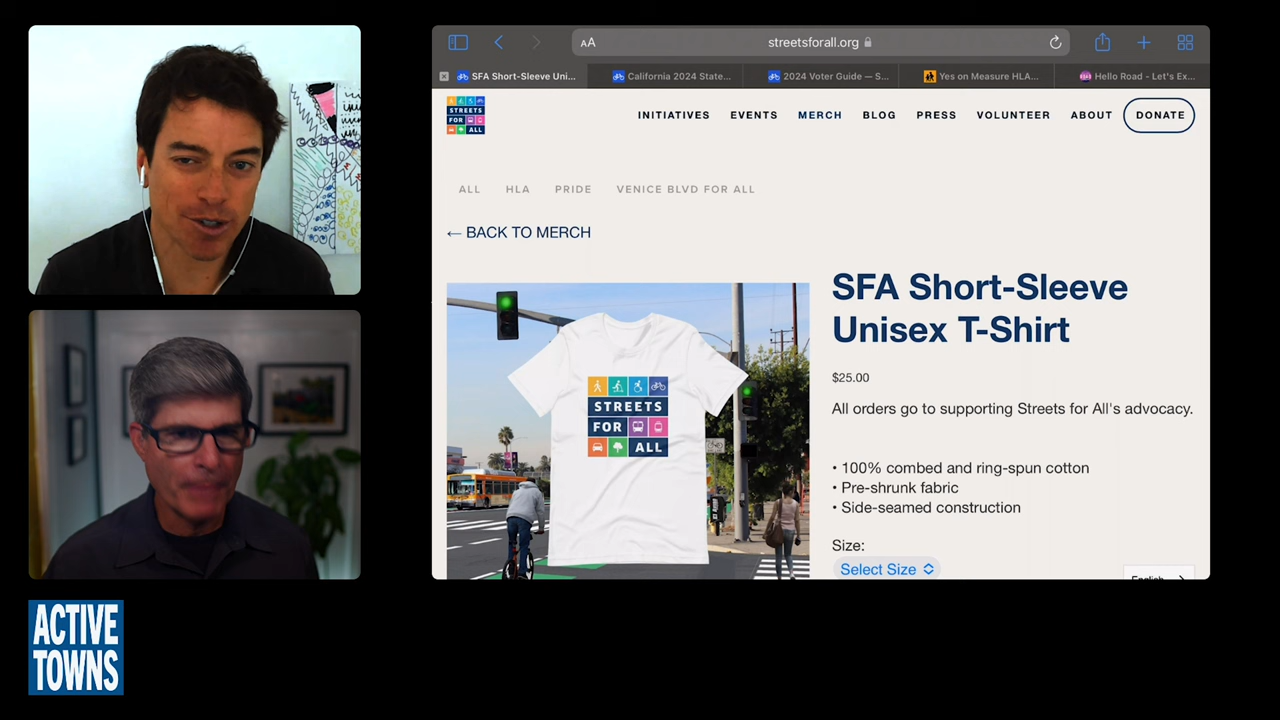 AA
streetsforall.org
SFA Short-Sleeve Uni...
California 2024 State...
2024 Voter Guide — S...
Yes on Measure HLA...
Hello Road - Let's Ex...
STREETS
FOR
ALL
INITIATIVES
EVENTS
MERCH
BLOG
PRESS
VOLUNTEER
ABOUT
DONATE
ALL
HLA
PRIDE
VENICE BLVD FOR ALL
← BACK TO MERCH
STREETS
FOR
ALL
SFA Short-Sleeve
Unisex T-Shirt
$25.00
All orders go to supporting Streets for All's advocacy.
• 100% combed and ring-spun cotton
• Pre-shrunk fabric
• Side-seamed construction
Size:
Select Size
English
ACTIVE
TOWNS